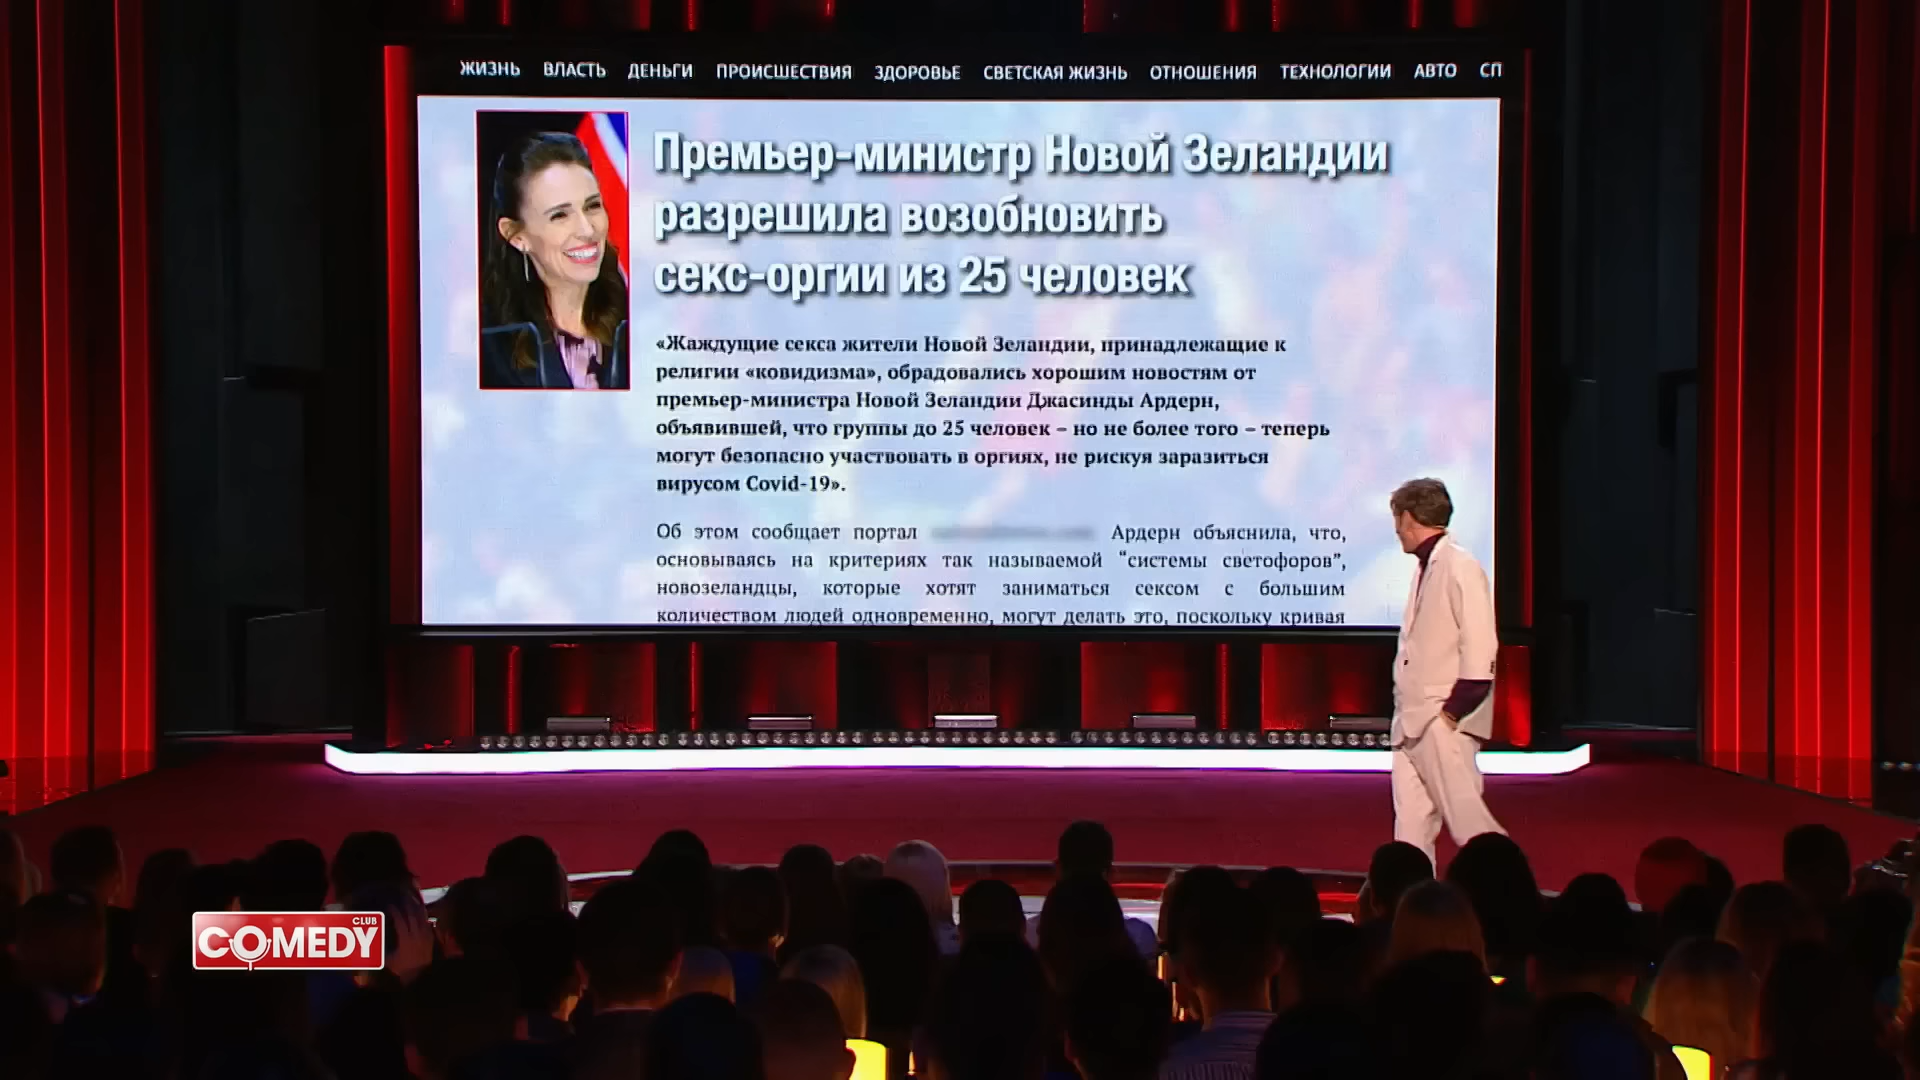 ЖИЗНЬ ВЛАСТЬ ДЕНЬГИ ПРОИСШЕСТВИЯ ЗДОРОВЬЕ СВЕТСКАЯ ЖИЗНЬ ОТНОШЕНИЯ ТЕХНОЛОГИИ АВТО СП
Премьер-министр Новой Зеландии
разрешила возобновить
секс-оргии из 25 человек
«Жаждущие секса жители Новой Зеландии, принадлежащие к
религии «ковидизма», обрадовались хорошим новостям от
премьер-министра Новой Зеландии Джасинды Ардерн,
объявившей, что группы до 25 человек – но не более того – теперь
могут безопасно участвовать в оргиях, не рискуя заразиться
вирусом Covid-19».
Об этом сообщает портал Ардерн объяснила, что,
основываясь на критериях так называемой “системы светофоров”,
новозеландцы, которые хотят заниматься сексом с большим
количеством людей одновременно, могут делать это, поскольку кривая
COMEDY CLUB